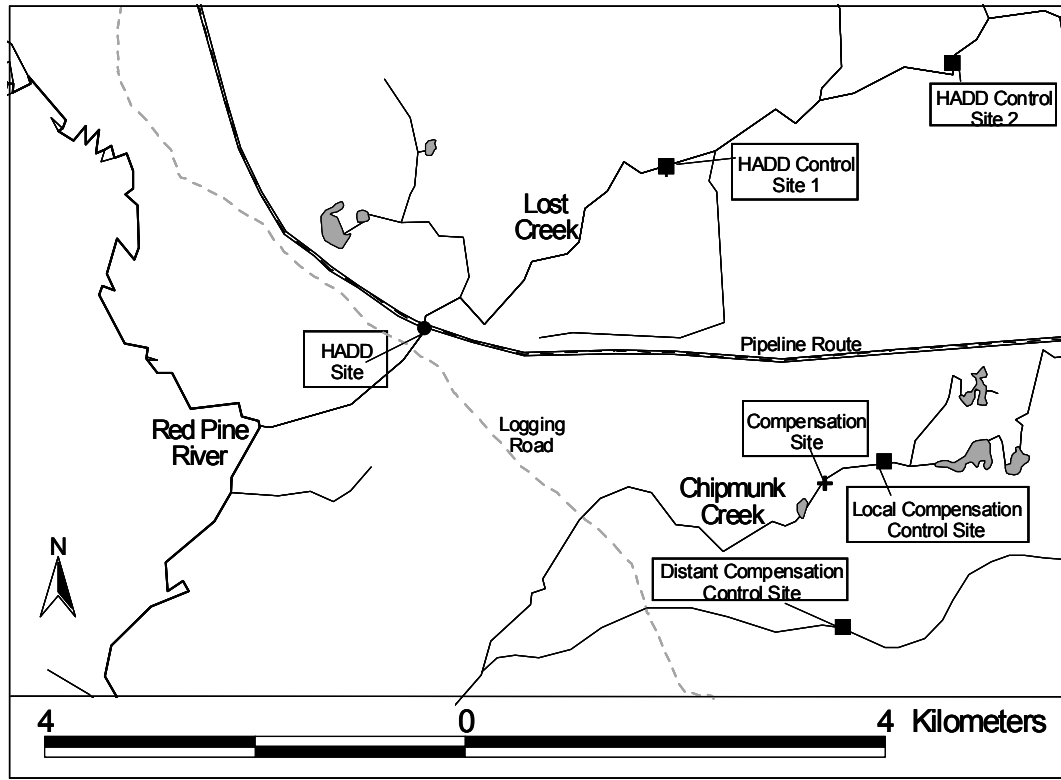 HADD Control
Site 2
HADD Control
Site 1
Lost
Creek
HADD
Site
Pipeline Route
Red Pine
River
Logging
Road
Compensation
Site
Chipmunk
Creek
Local Compensation
Control Site
N
Distant Compensation
Control Site
4 0 4 Kilometers